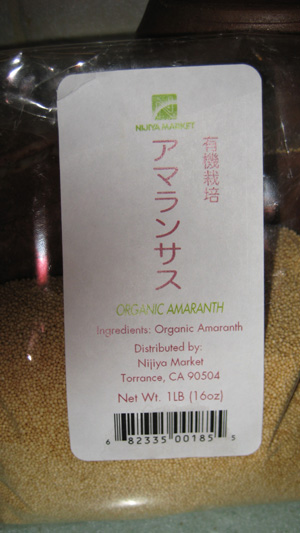 NIJIYA MARKET
有機栽培
アマランサス
ORGANIC AMARANTH
Ingredients: Organic Amaranth
Distributed by:
Nijiya Market
Torrance, CA 90504
Net Wt. 1LB (16oz)
6 82335 00185 5